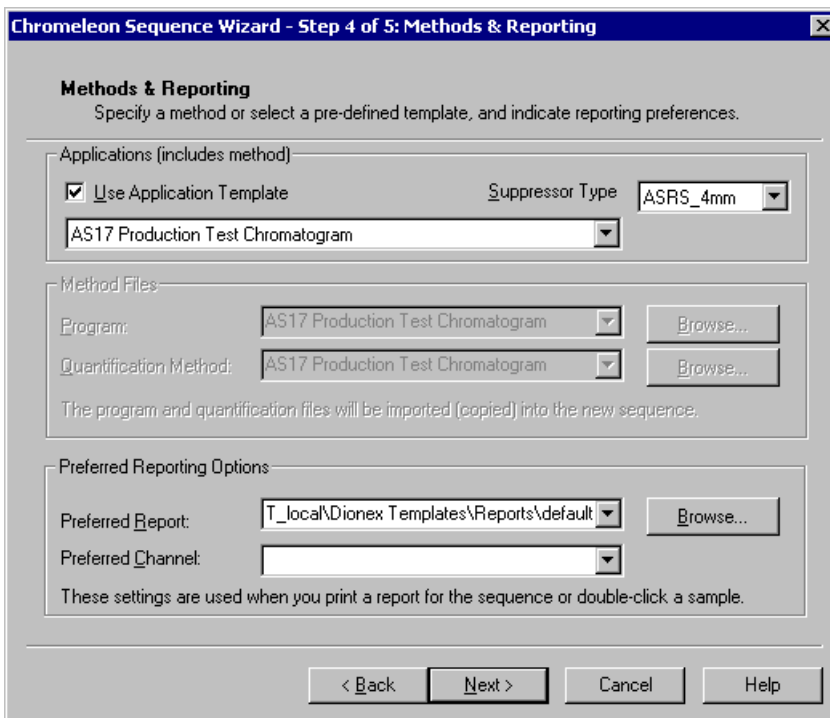 Chromeleon Sequence Wizard - Step 4 of 5: Methods & Reporting
Methods & Reporting
Specify a method or select a pre-defined template, and indicate reporting preferences.
Applications (includes method)
Use Application Template
Suppressor Type
ASRS_4mm
AS17 Production Test Chromatogram
Method Files
Program:
AS17 Production Test Chromatogram
Browse...
Quantification Method:
AS17 Production Test Chromatogram
Browse...
The program and quantification files will be imported (copied) into the new sequence.
Preferred Reporting Options
Preferred Report:
T_local\Dionex Templates\Reports\default
Browse...
Preferred Channel:
These settings are used when you print a report for the sequence or double-click a sample.
< Back
Next >
Cancel
Help